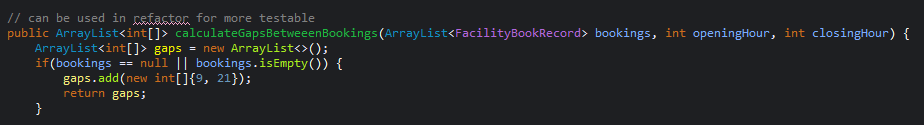 // can be used in refactor for more testable
public ArrayList<int[]> calculateGapsBetweeenBookings(ArrayList<FacilityBookRecord> bookings, int openingHour, int closingHour) {
    ArrayList<int[]> gaps = new ArrayList<>();
    if(bookings == null || bookings.isEmpty()) {
        gaps.add(new int[]{9, 21});
        return gaps;
    }